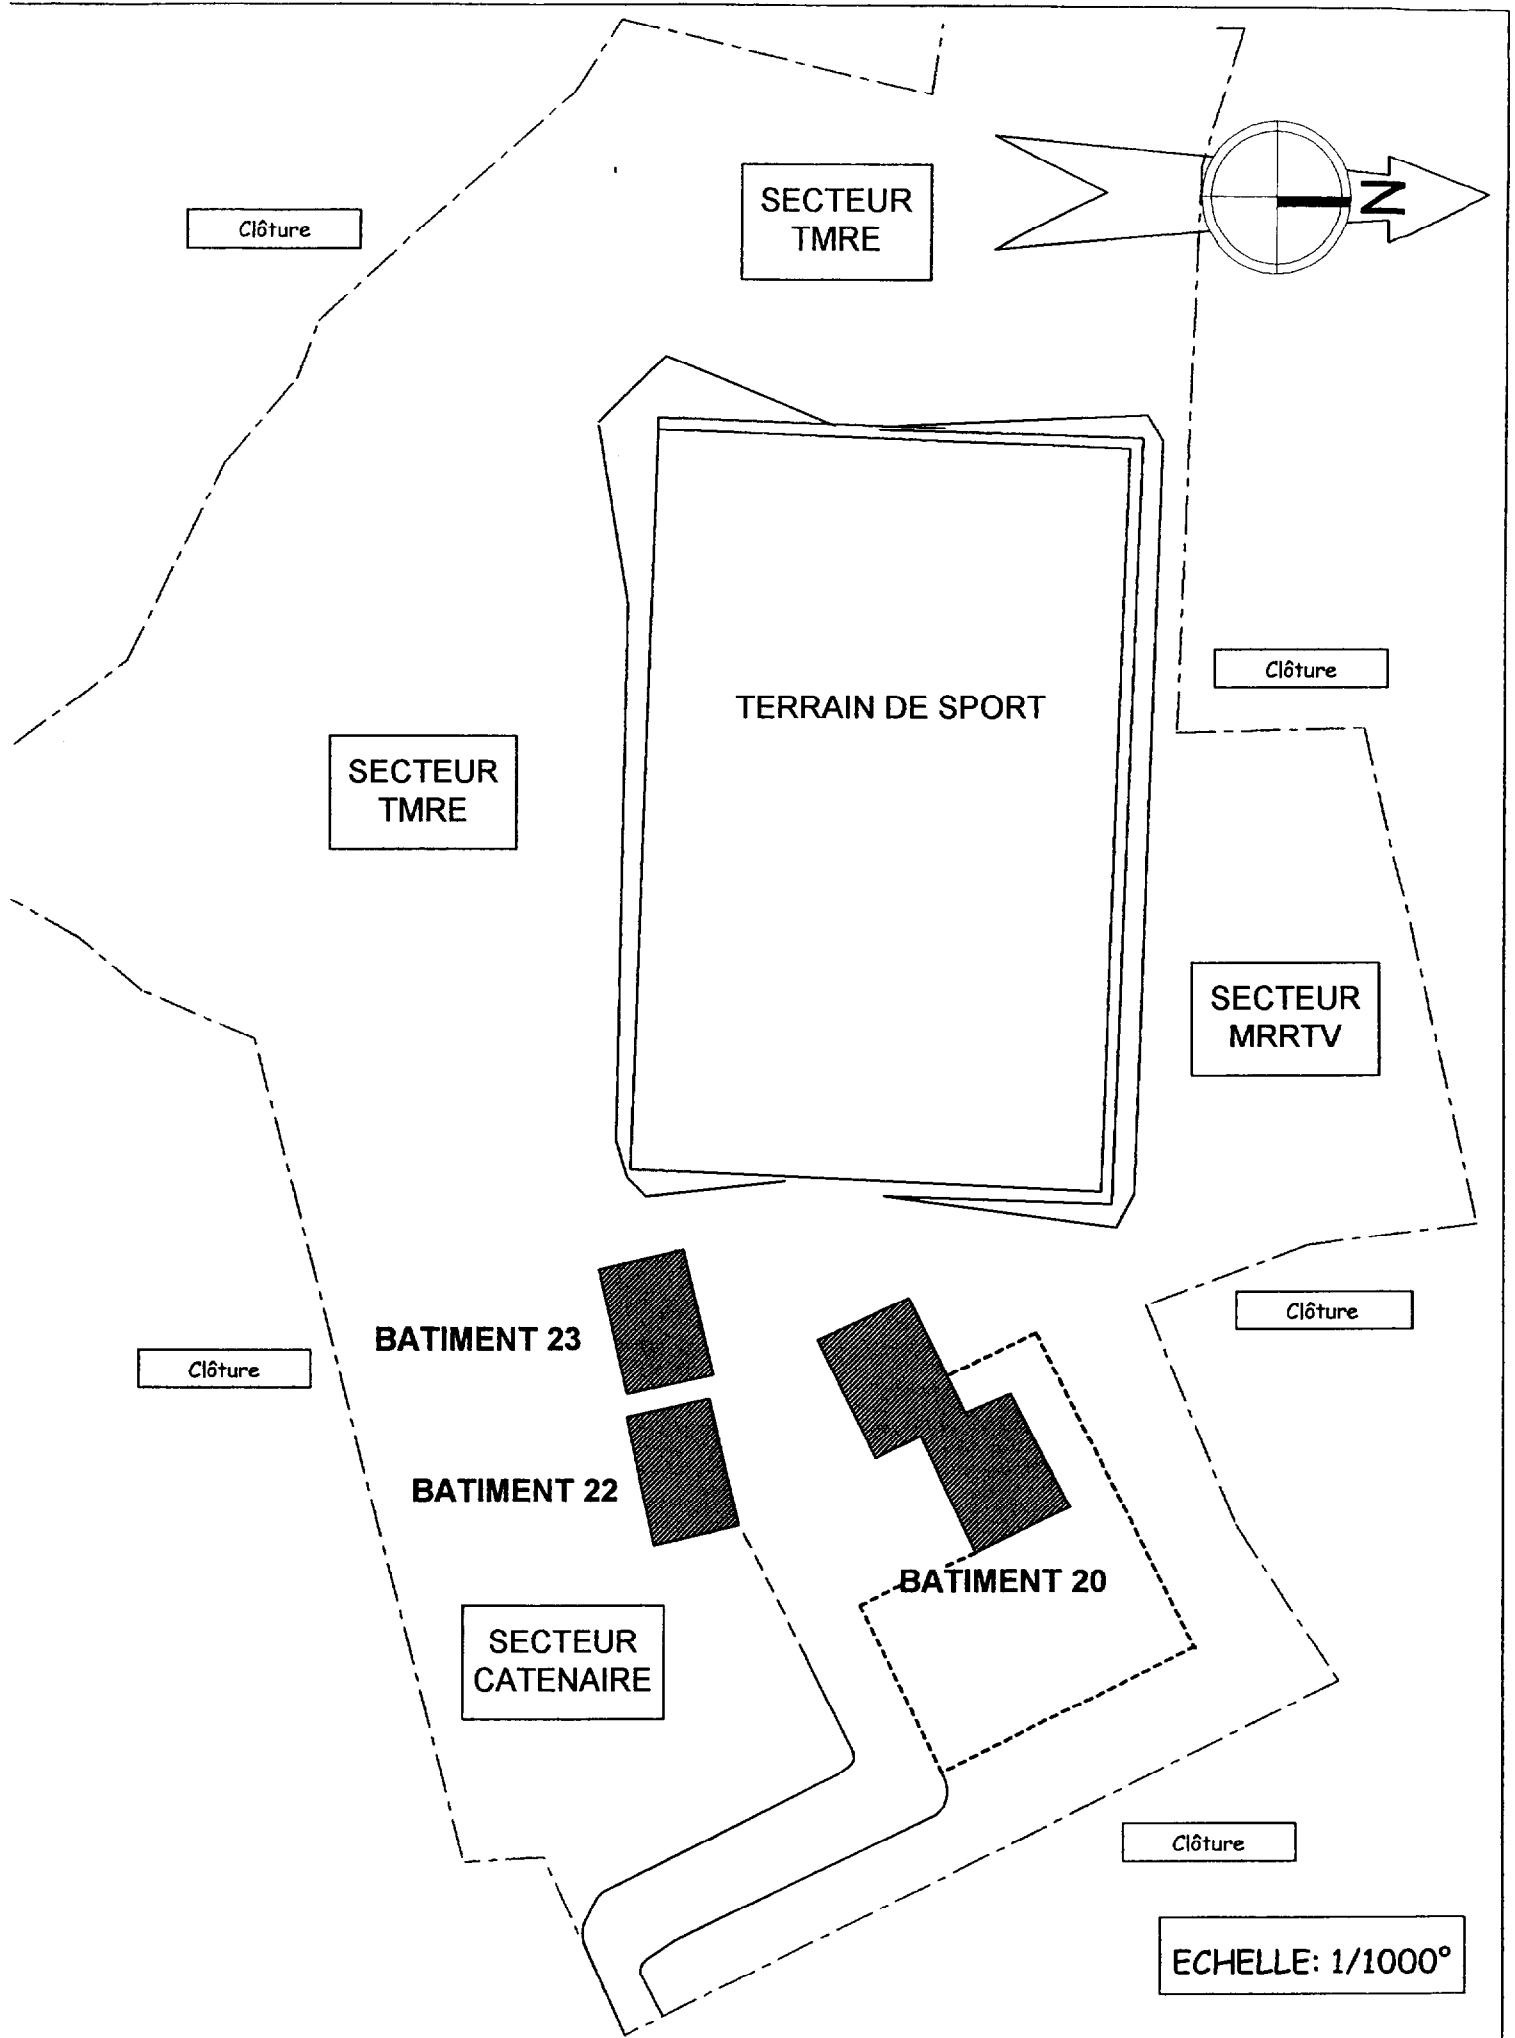 SECTEUR
TMRE
N
Clôture
TERRAIN DE SPORT
Clôture
SECTEUR
TMRE
SECTEUR
MRRTV
Clôture
BATIMENT 23
Clôture
BATIMENT 22
BATIMENT 20
SECTEUR
CATENAIRE
Clôture
ECHELLE: 1/1000°